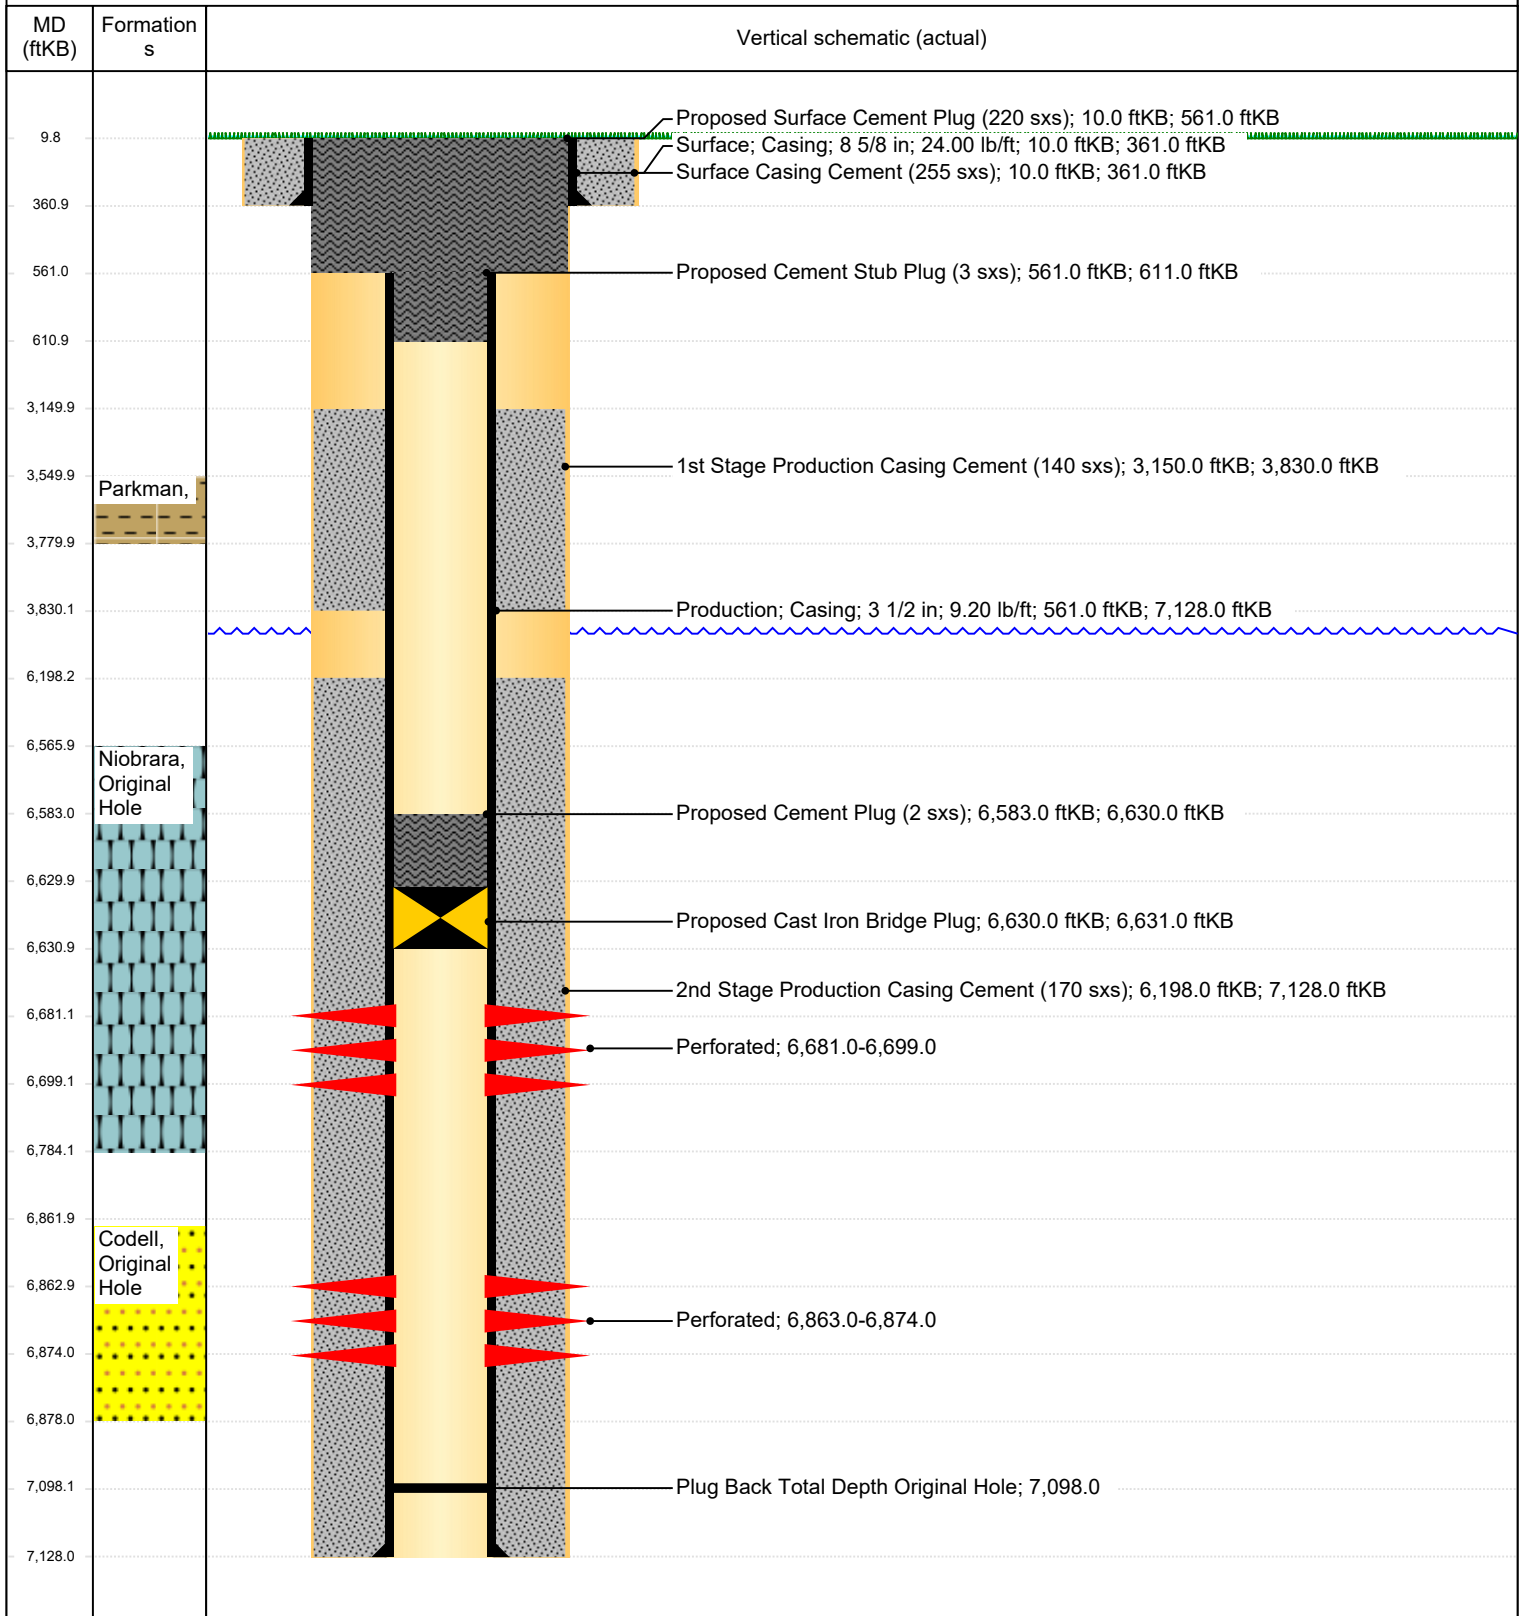 MD
(ftKB)
Formation
s
Vertical schematic (actual)
9.8
Proposed Surface Cement Plug (220 sxs); 10.0 ftKB; 561.0 ftKB
Surface; Casing; 8 5/8 in; 24.00 lb/ft; 10.0 ftKB; 361.0 ftKB
Surface Casing Cement (255 sxs); 10.0 ftKB; 361.0 ftKB
360.9
561.0
Proposed Cement Stub Plug (3 sxs); 561.0 ftKB; 611.0 ftKB
610.9
3,149.9
1st Stage Production Casing Cement (140 sxs); 3,150.0 ftKB; 3,830.0 ftKB
3,549.9
Parkman,
3,779.9
3,830.1
Production; Casing; 3 1/2 in; 9.20 lb/ft; 561.0 ftKB; 7,128.0 ftKB
6,198.2
6,565.9
Niobrara,
Original
Hole
6,583.0
Proposed Cement Plug (2 sxs); 6,583.0 ftKB; 6,630.0 ftKB
6,629.9
Proposed Cast Iron Bridge Plug; 6,630.0 ftKB; 6,631.0 ftKB
6,630.9
2nd Stage Production Casing Cement (170 sxs); 6,198.0 ftKB; 7,128.0 ftKB
6,681.1
Perforated; 6,681.0-6,699.0
6,699.1
6,784.1
6,861.9
Codell,
Original
Hole
6,862.9
Perforated; 6,863.0-6,874.0
6,874.0
6,878.0
7,098.1
Plug Back Total Depth Original Hole; 7,098.0
7,128.0